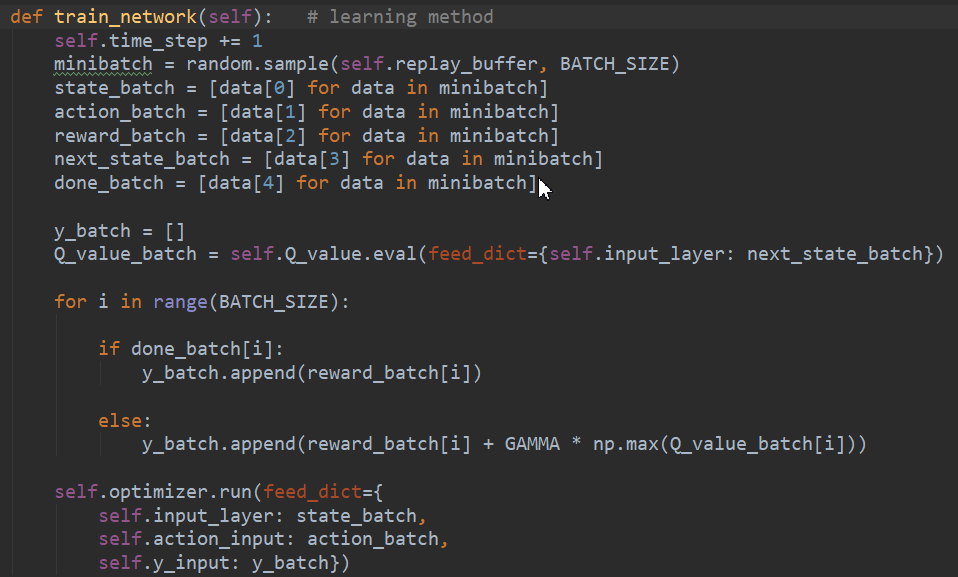 def train_network(self):   # learning method
    self.time_step += 1
    minibatch = random.sample(self.replay_buffer, BATCH_SIZE)
    state_batch = [data[0] for data in minibatch]
    action_batch = [data[1] for data in minibatch]
    reward_batch = [data[2] for data in minibatch]
    next_state_batch = [data[3] for data in minibatch]
    done_batch = [data[4] for data in minibatch]
    y_batch = []
    Q_value_batch = self.Q_value.eval(feed_dict={self.input_layer: next_state_batch})
    for i in range(BATCH_SIZE):
        if done_batch[i]:
            y_batch.append(reward_batch[i])
        else:
            y_batch.append(reward_batch[i] + GAMMA * np.max(Q_value_batch[i]))
    self.optimizer.run(feed_dict={
        self.input_layer: state_batch,
        self.action_input: action_batch,
        self.y_input: y_batch})